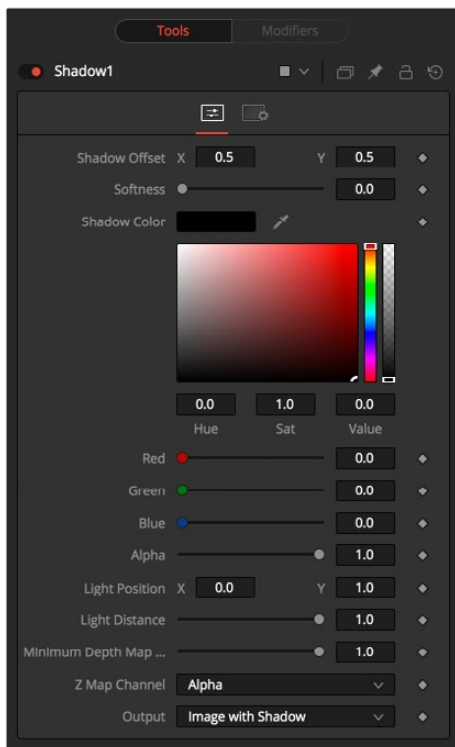 Tools Modifiers
Shadow1
Shadow Offset X 0.5 Y 0.5
Softness 0.0
Shadow Color
0.0 1.0 0.0
Hue Sat Value
Red 0.0
Green 0.0
Blue 0.0
Alpha 1.0
Light Position X 0.0 Y 1.0
Light Distance 1.0
Minimum Depth Map ... 1.0
Z Map Channel Alpha
Output Image with Shadow